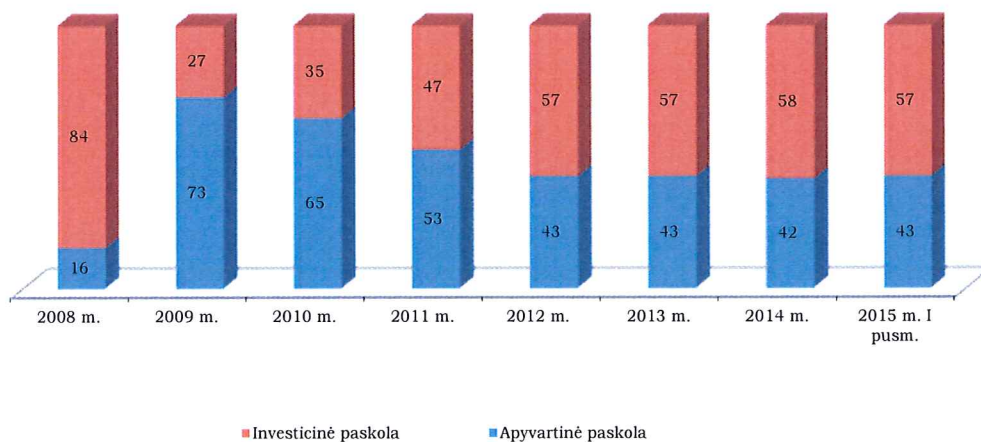 84 27 35 47 57 57 58 57
16 73 65 53 43 43 42 43
2008 m. 2009 m. 2010 m. 2011 m. 2012 m. 2013 m. 2014 m. 2015 m. I
pusm.
Investicinė paskola Apyvartinė paskola